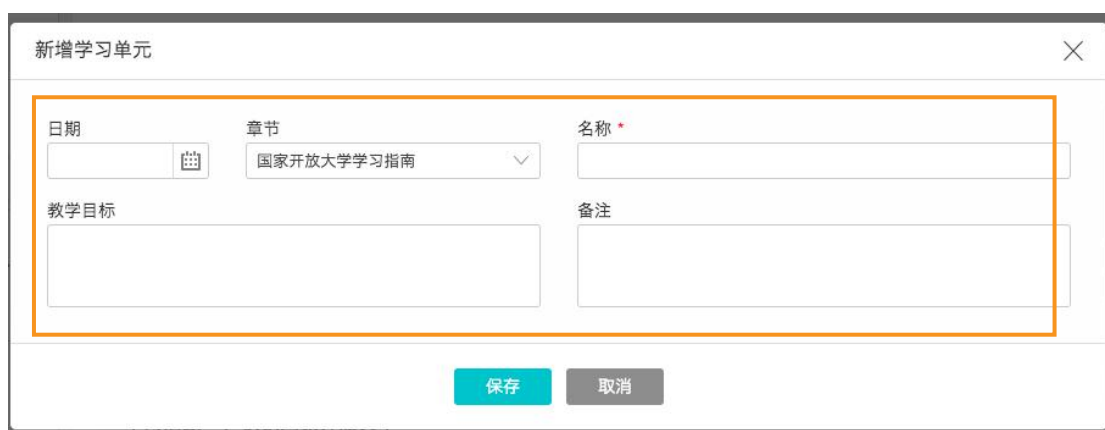 新增学习单元
日期 章节 名称 *
国家开放大学学习指南
教学目标 备注
保存 取消